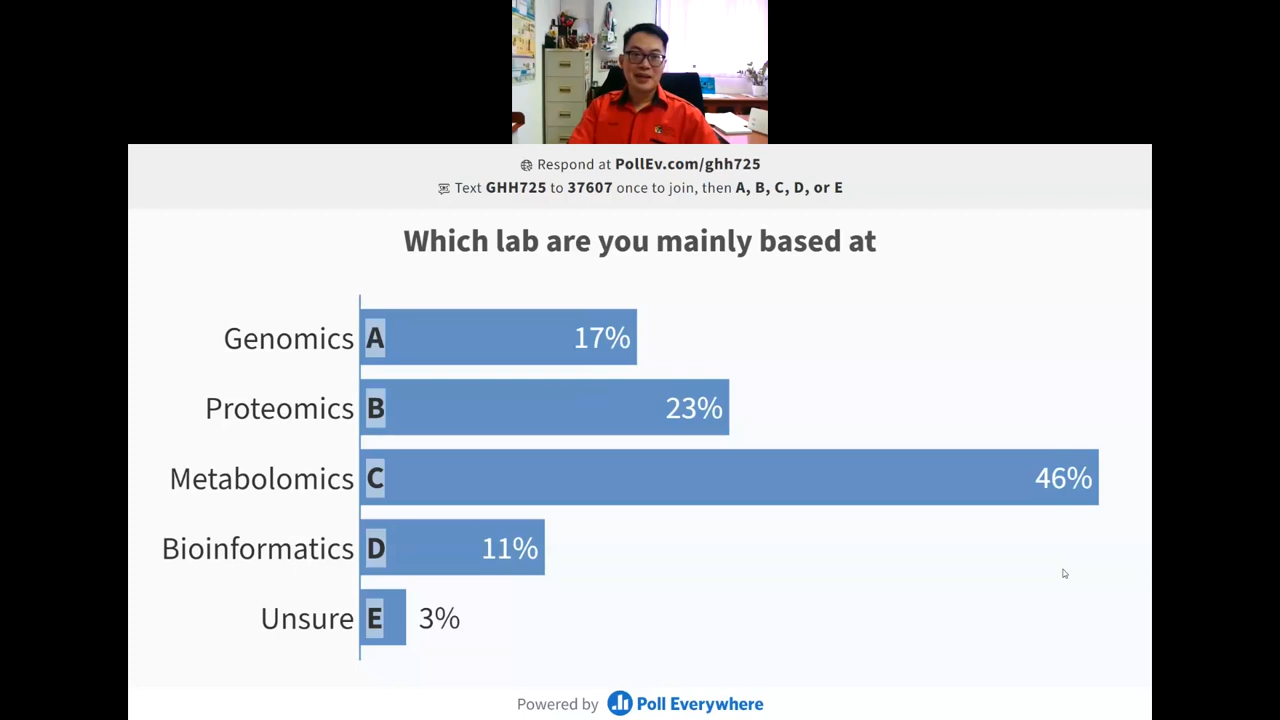 Respond at PollEv.com/ghh725
Text GHH725 to 37607 once to join, then A, B, C, D, or E
Which lab are you mainly based at
Genomics A 17%
Proteomics B 23%
Metabolomics C 46%
Bioinformatics D 11%
Unsure E 3%
Powered by Poll Everywhere